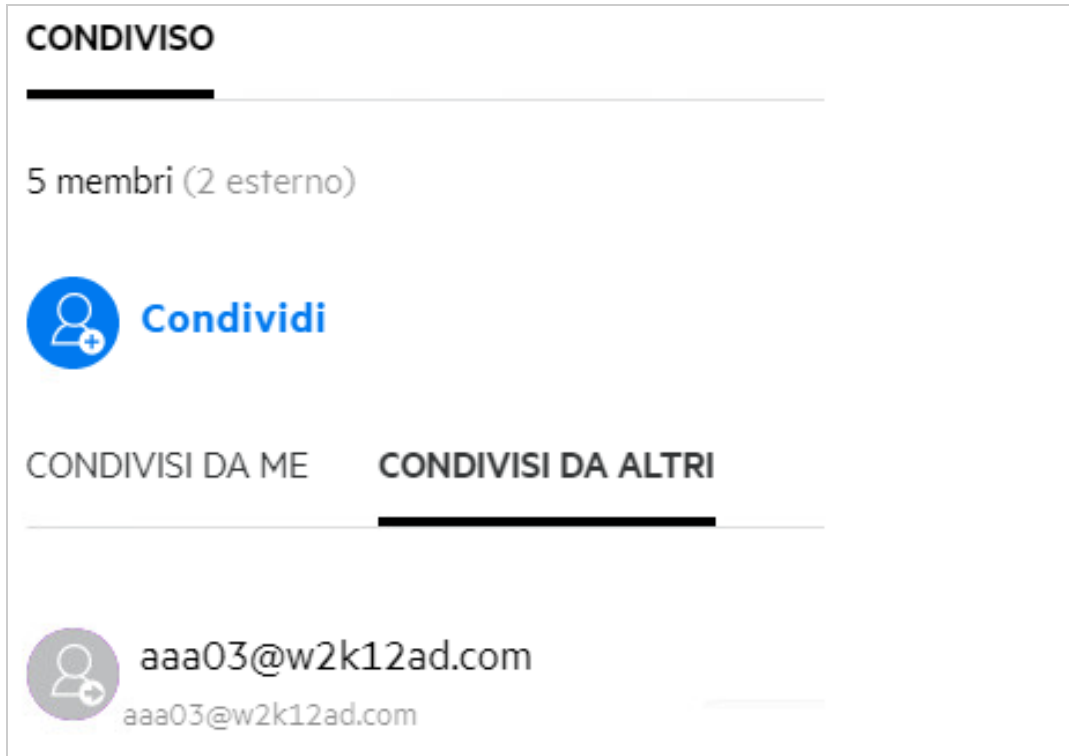 CONDIVISO
5 membri (2 esterno)
Condividi
CONDIVISI DA ME CONDIVISI DA ALTRI
aaa03@w2k12ad.com
aaa03@w2k12ad.com